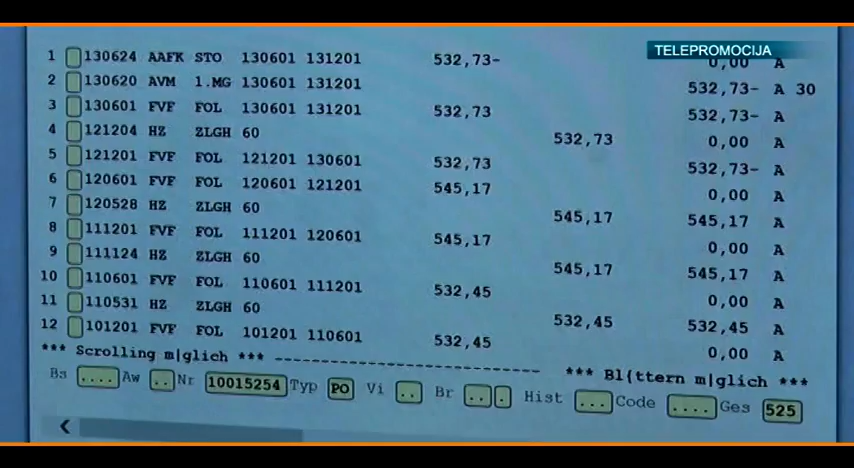 TELEPROMOCIJA
1 130624 AAFK STO 130601 131201 532,73- 0,00 A
2 130620 AVM 1.MG 130601 131201 532,73- A 30
3 130601 FVF FOL 130601 131201 532,73 532,73- A
4 121204 HZ ZLGH 60 532,73 0,00 A
5 121201 FVF FOL 121201 130601 532,73 532,73- A
6 120601 FVF FOL 120601 121201 545,17 0,00 A
7 120528 HZ ZLGH 60 545,17 545,17 A
8 111201 FVF FOL 111201 120601 545,17 0,00 A
9 111124 HZ ZLGH 60 545,17 545,17 A
10 110601 FVF FOL 110601 111201 532,45 0,00 A
11 110531 HZ ZLGH 60 532,45 532,45 A
12 101201 FVF FOL 101201 110601 532,45 0,00 A
*** Scrolling m|glich *** ------------------------------ *** Bl{ttern m|glich ***
Bs .... Aw .. Nr 10015254 Typ PO Vi .. Br .. . Hist ... Code .... Ges 525